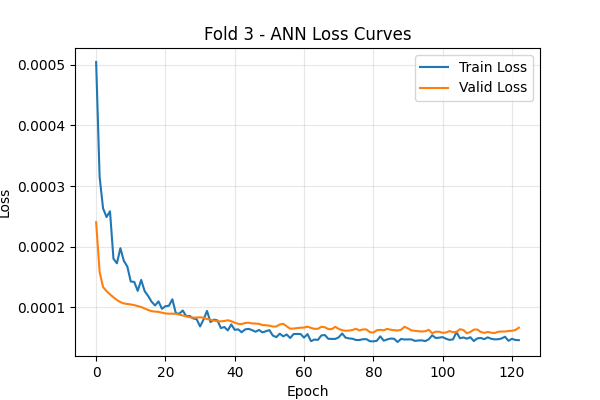 Fold 3 - ANN Loss Curves
Train Loss
Valid Loss
0.0005
0.0004
0.0003
0.0002
0.0001
Loss
0 20 40 60 80 100 120
Epoch